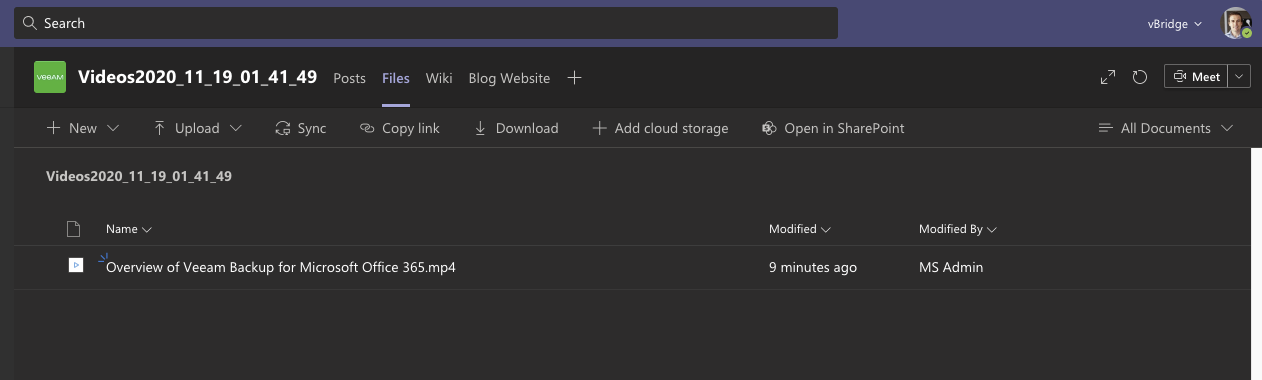 Search
vBridge
veeam Videos2020_11_19_01_41_49 Posts Files Wiki Blog Website Meet
New Upload Sync Copy link Download Add cloud storage Open in SharePoint All Documents
Videos2020_11_19_01_41_49
Name Modified Modified By
Overview of Veeam Backup for Microsoft Office 365.mp4 9 minutes ago MS Admin